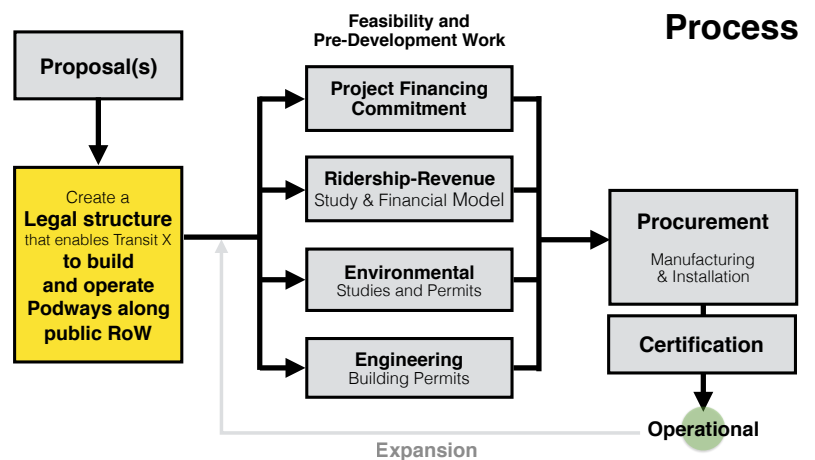 Process
Feasibility and
Pre-Development Work
Proposal(s)
Create a
Legal structure
that enables Transit X
to build
and operate
Podways along
public RoW
Project Financing
Commitment
Ridership-Revenue
Study & Financial Model
Environmental
Studies and Permits
Engineering
Building Permits
Procurement
Manufacturing
& Installation
Certification
Operational
Expansion